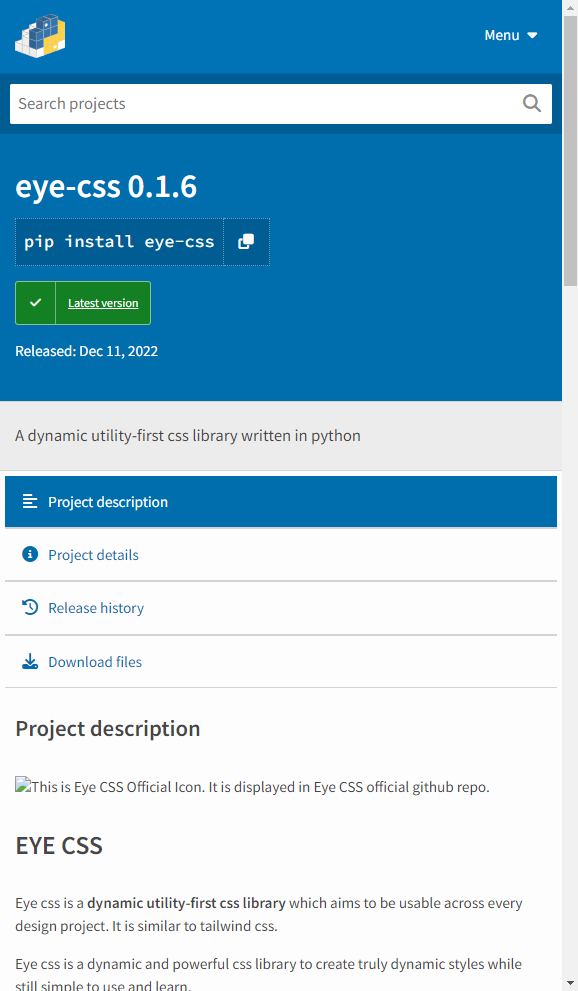 Menu
Search projects
eye-css 0.1.6
pip install eye-css
Latest version
Released: Dec 11, 2022
A dynamic utility-first css library written in python
Project description
Project details
Release history
Download files
Project description
This is Eye CSS Official Icon. It is displayed in Eye CSS official github repo.
EYE CSS
Eye css is a dynamic utility-first css library which aims to be usable across every
design project. It is similar to tailwind css.
Eye css is a dynamic and powerful css library to create truly dynamic styles while
still simple to use and learn.